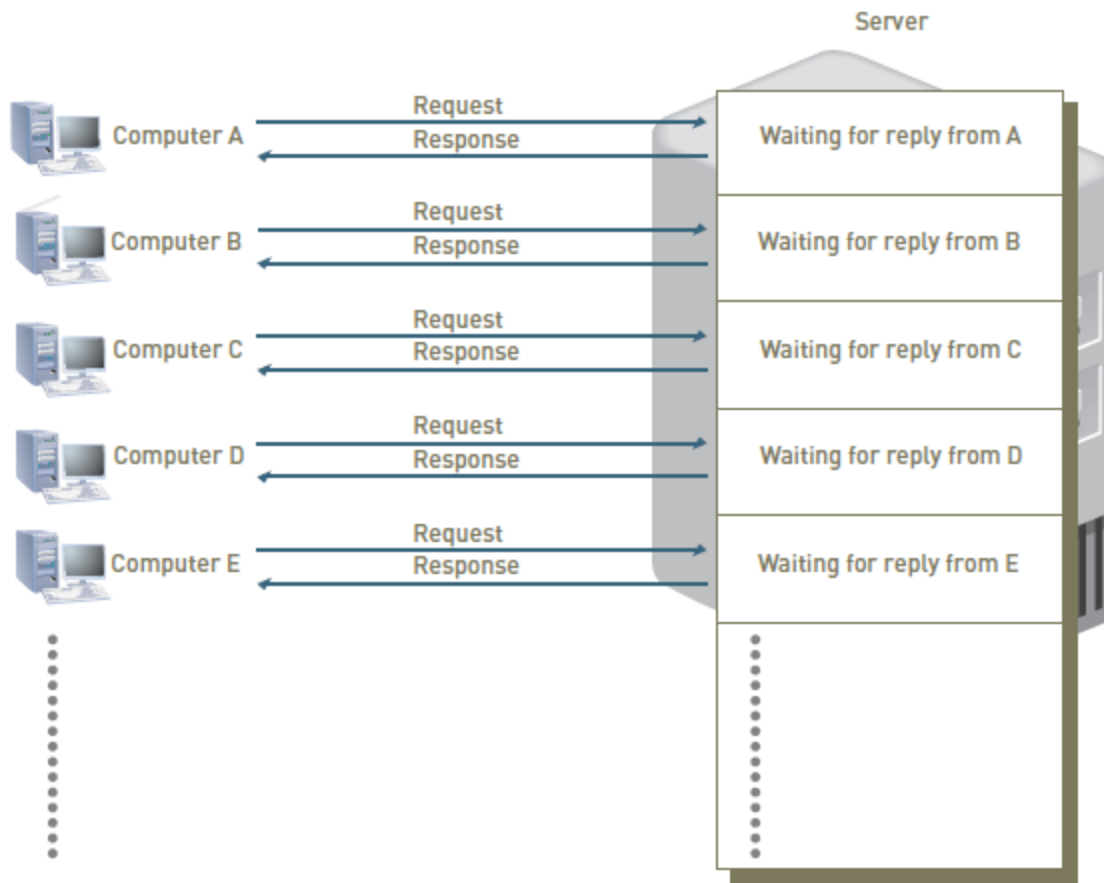 Server
Request
Computer A
Response
Waiting for reply from A
Request
Computer B
Response
Waiting for reply from B
Request
Computer C
Response
Waiting for reply from C
Request
Computer D
Response
Waiting for reply from D
Request
Computer E
Response
Waiting for reply from E